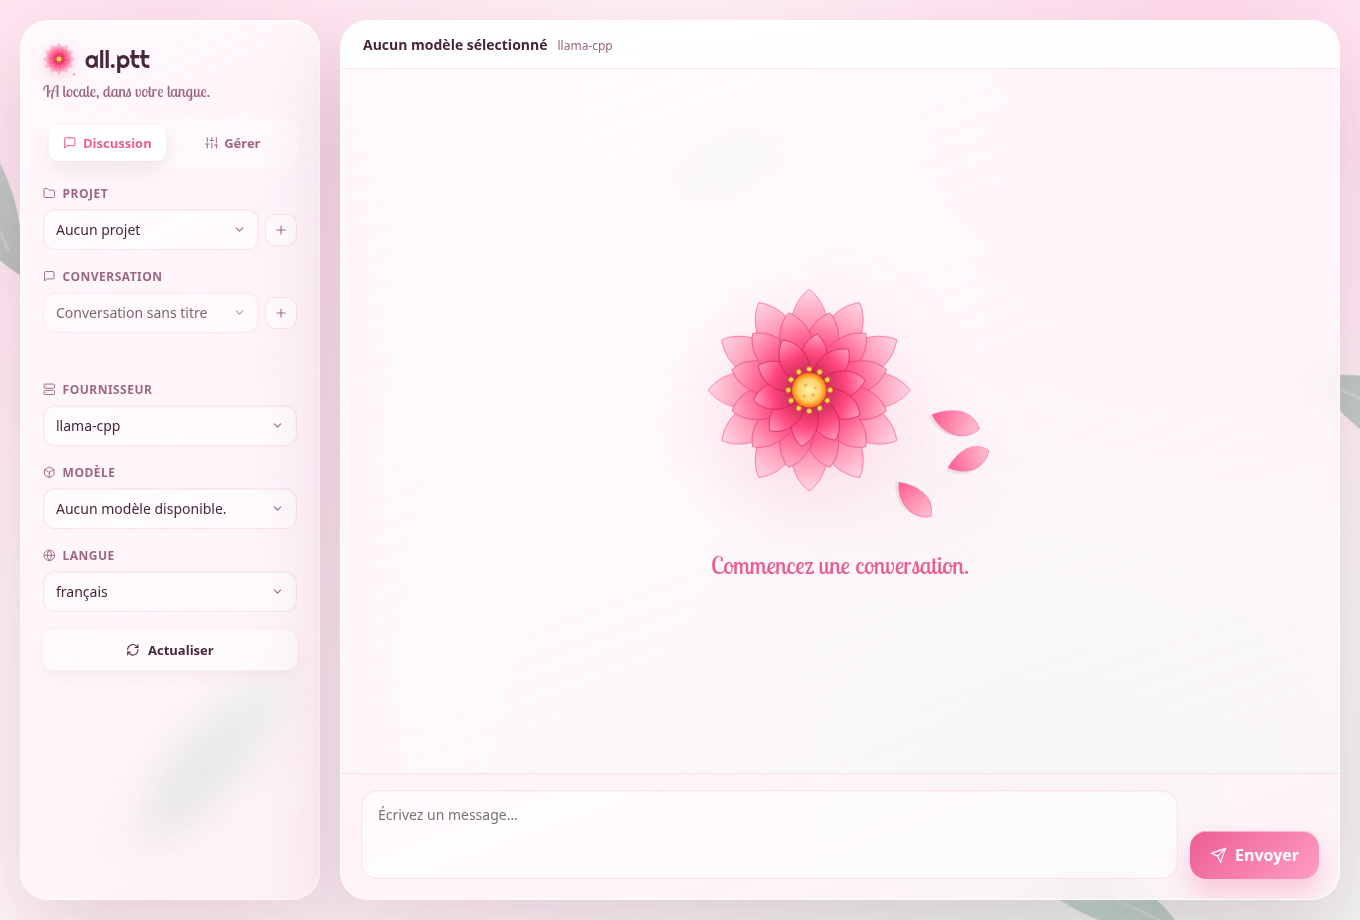 all.ptt
IA locale, dans votre langue.
Discussion
Gérer
PROJET
Aucun projet
CONVERSATION
Conversation sans titre
FOURNISSEUR
llama-cpp
MODÈLE
Aucun modèle disponible.
LANGUE
français
Actualiser
Aucun modèle sélectionné llama-cpp
Commencez une conversation.
Écrivez un message...
Envoyer